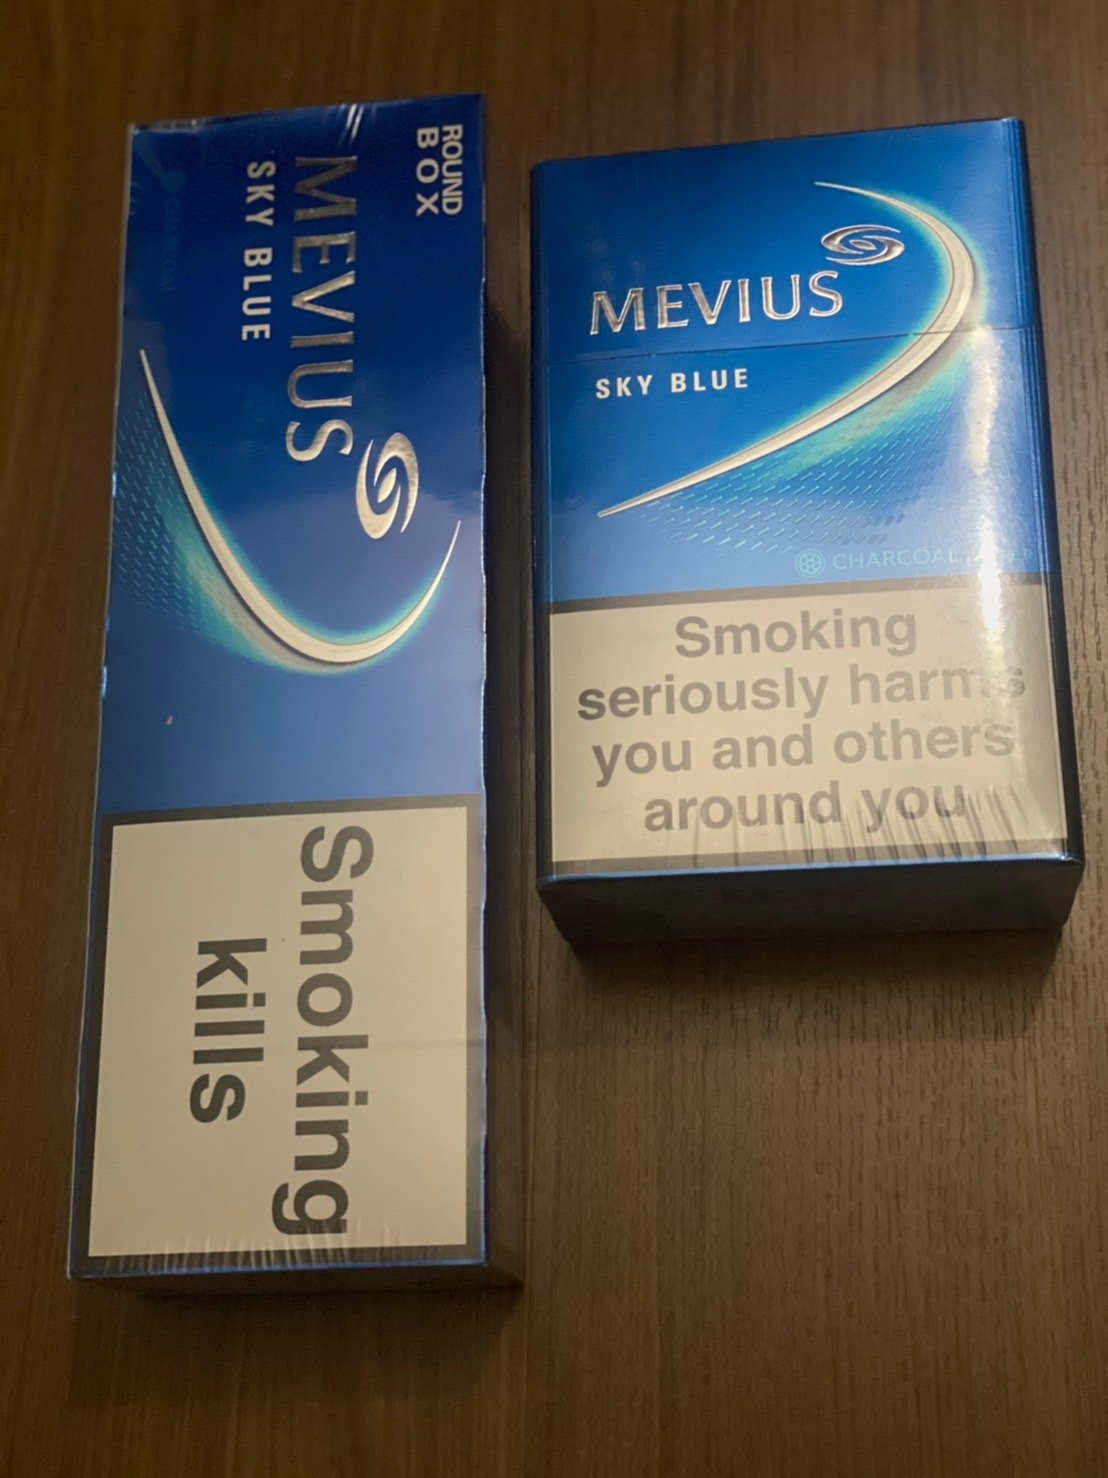 ROUND
BOX
MEVIUS
SKY BLUE
Smoking
kills
MEVIUS
SKY BLUE
CHARCOAL
Smoking
seriously harms
you and others
around you